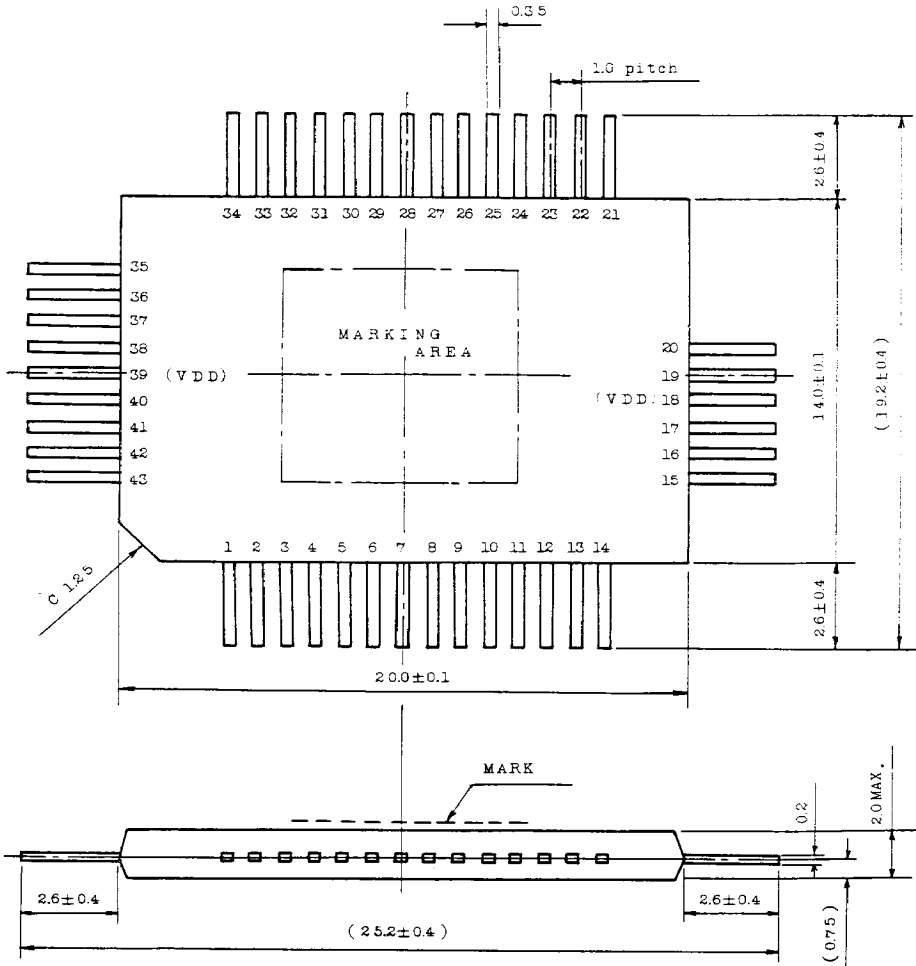 0.35
1.0 pitch
2.6±0.4
34 33 32 31 30 29 28 27 26 25 24 23 22 21
35
36
37
38
39 (VDD)
40
41
42
43
MARKING
AREA
20
19
(VDD) 18
17
16
15
14.0±0.1
(19.2±0.4)
1 2 3 4 5 6 7 8 9 10 11 12 13 14
C 1.25
2.6±0.4
20.0±0.1
MARK
0.2
2.0 MAX.
2.6±0.4
2.6±0.4
(25.2±0.4)
(0.75)